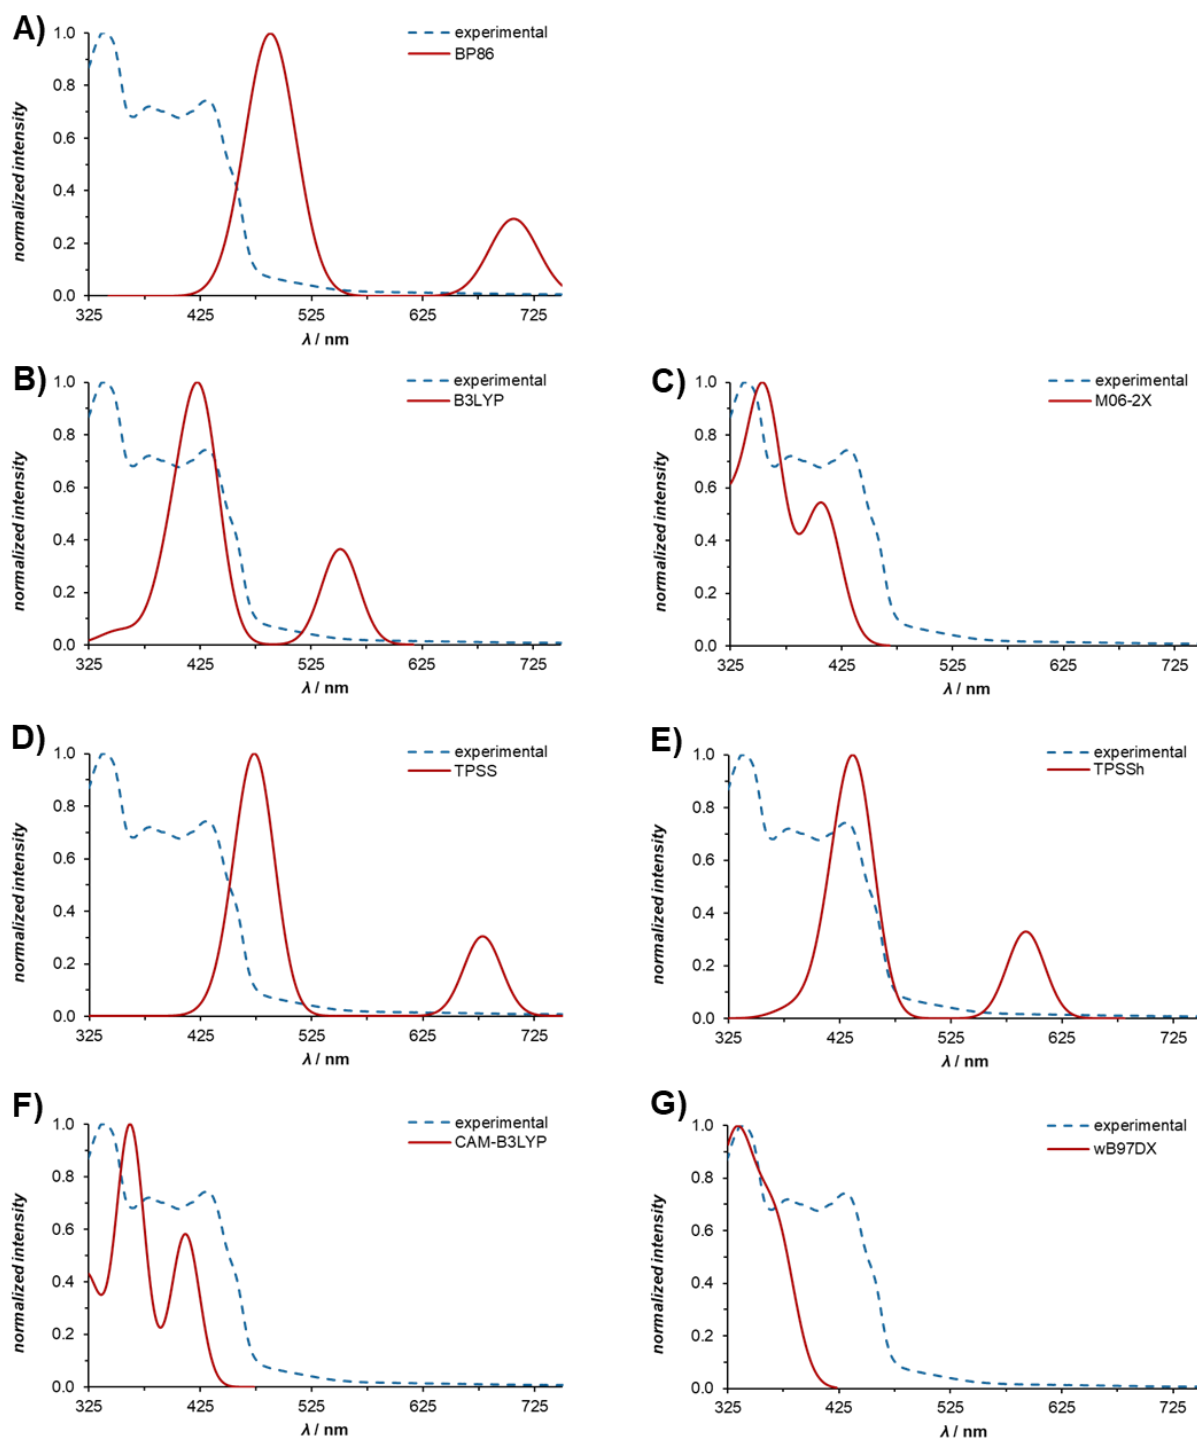 A)
experimental
BP86
normalized intensity
1.0
0.8
0.6
0.4
0.2
0.0
325 425 525 625 725
λ / nm
B)
experimental
B3LYP
normalized intensity
1.0
0.8
0.6
0.4
0.2
0.0
325 425 525 625 725
λ / nm
C)
experimental
M06-2X
normalized intensity
1.0
0.8
0.6
0.4
0.2
0.0
325 425 525 625 725
λ / nm
D)
experimental
TPSS
normalized intensity
1.0
0.8
0.6
0.4
0.2
0.0
325 425 525 625 725
λ / nm
E)
experimental
TPSSh
normalized intensity
1.0
0.8
0.6
0.4
0.2
0.0
325 425 525 625 725
λ / nm
F)
experimental
CAM-B3LYP
normalized intensity
1.0
0.8
0.6
0.4
0.2
0.0
325 425 525 625 725
λ / nm
G)
experimental
wB97DX
normalized intensity
1.0
0.8
0.6
0.4
0.2
0.0
325 425 525 625 725
λ / nm